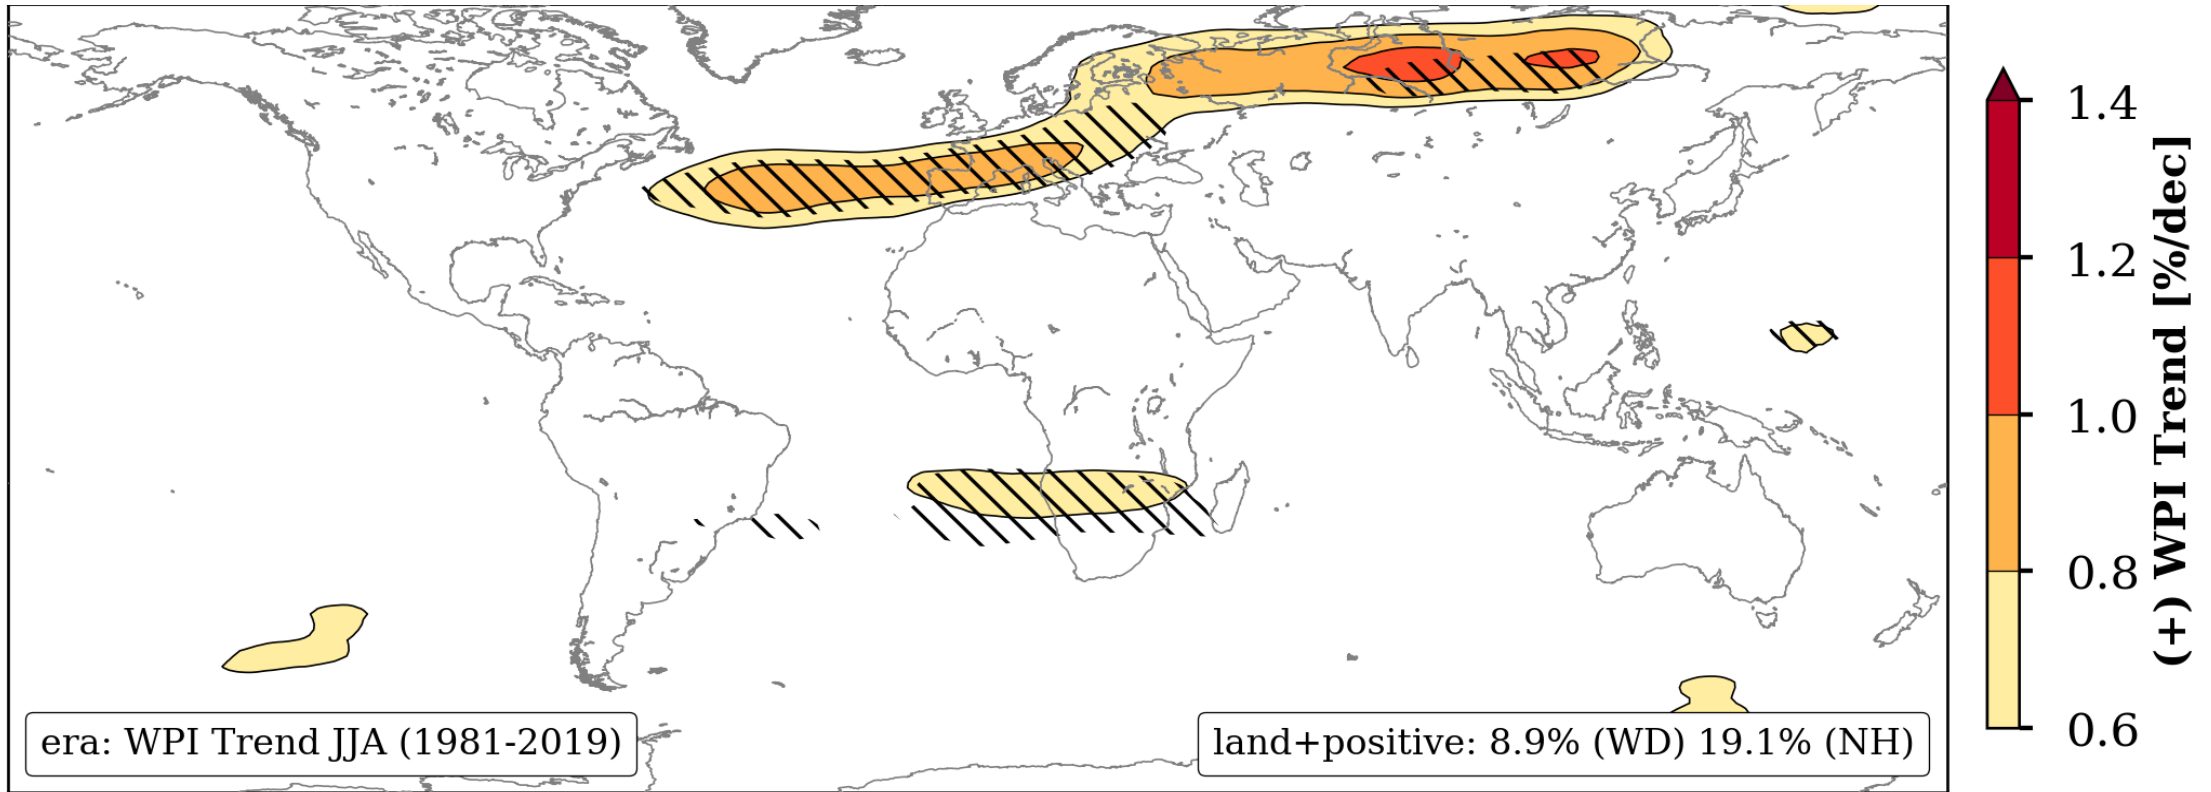 era: WPI Trend JJA (1981-2019)
land+positive: 8.9% (WD) 19.1% (NH)
1.4
1.2
1.0
0.8
0.6
(+) WPI Trend [%/dec]